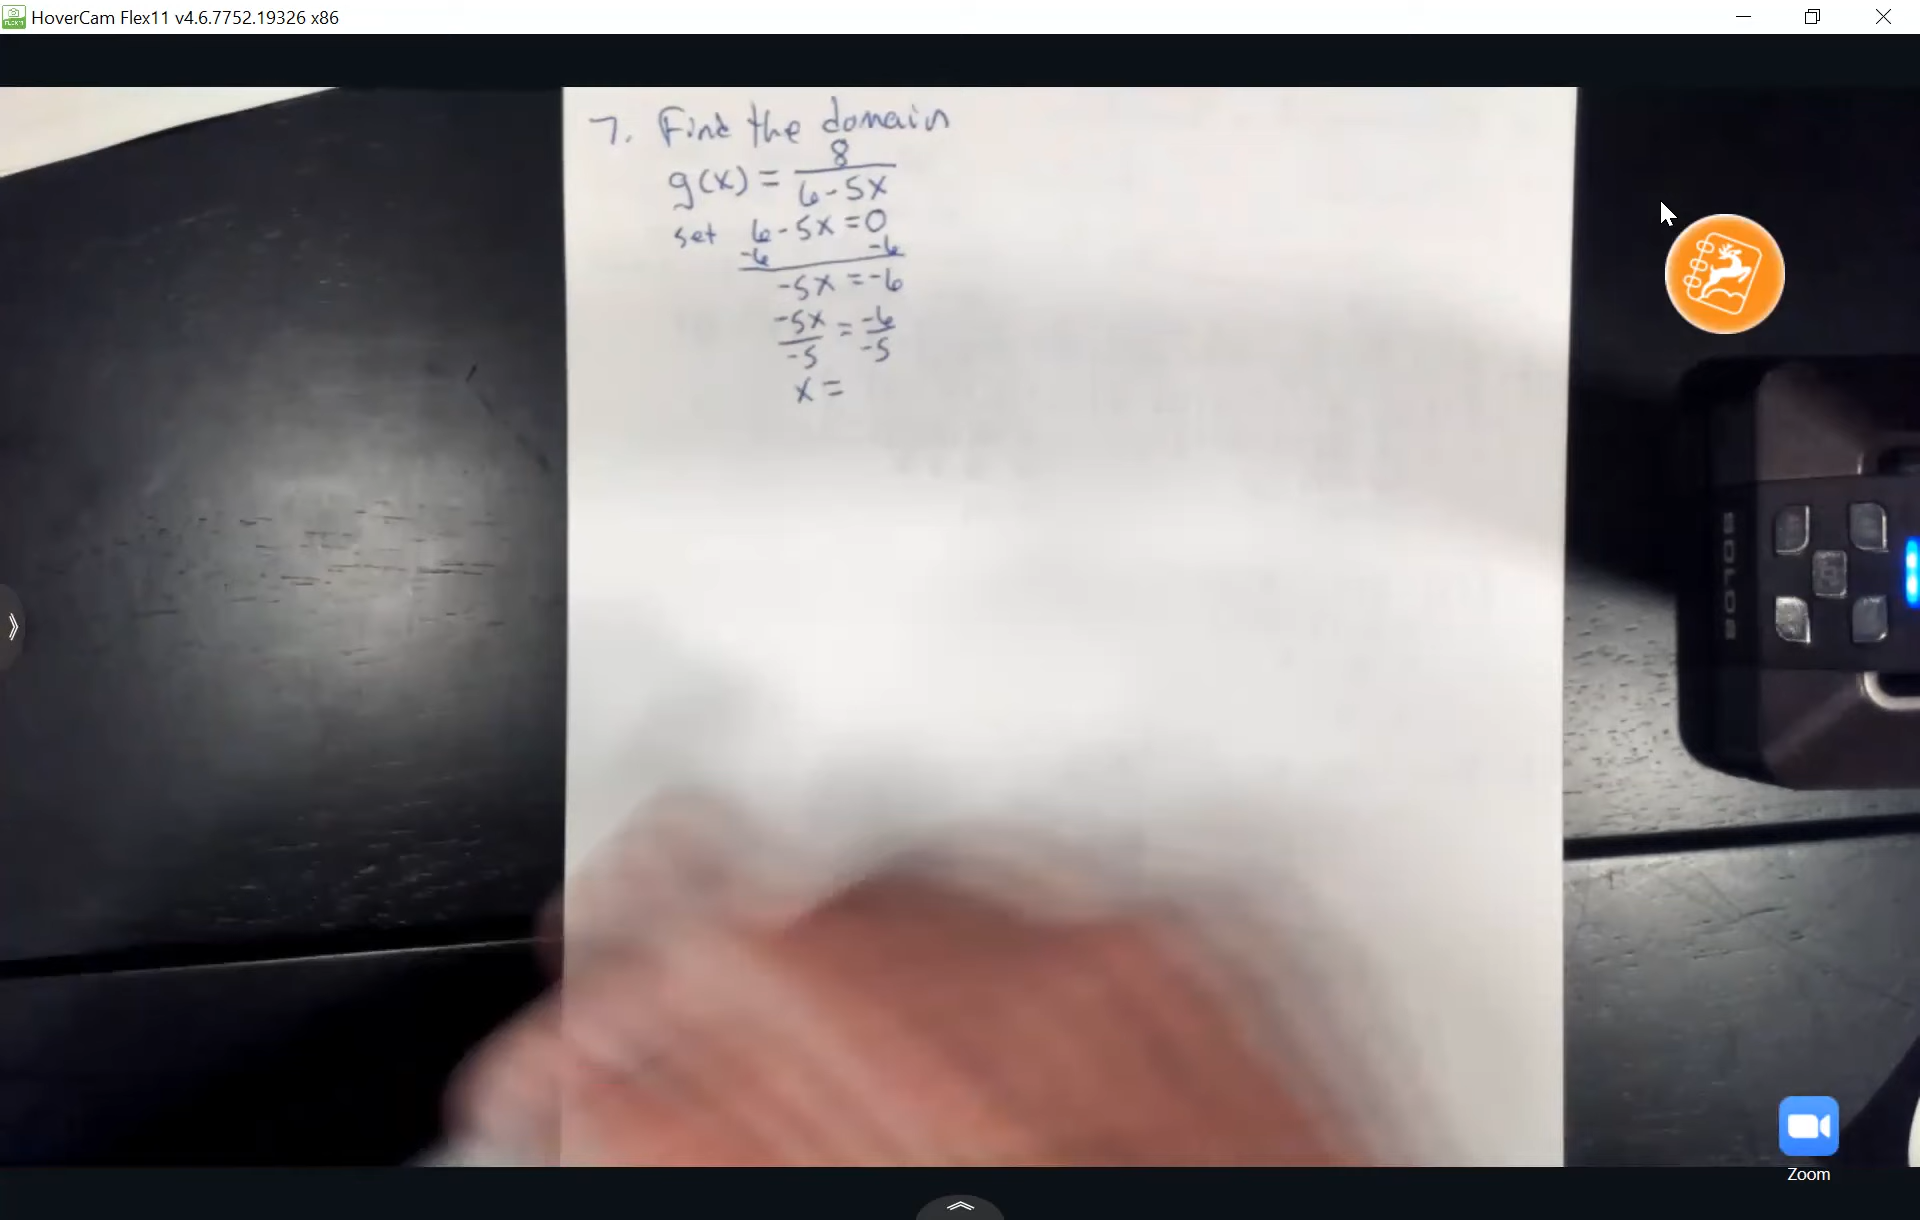 HoverCam Flex11 v4.6.7752.19326 x86
7. Find the domain
g(x) = 8/(6-5x)
set 6-5x=0
-6 -6
-5x = -6
-5x/-5 = -6/-5
x =
SOLO8
Zoom